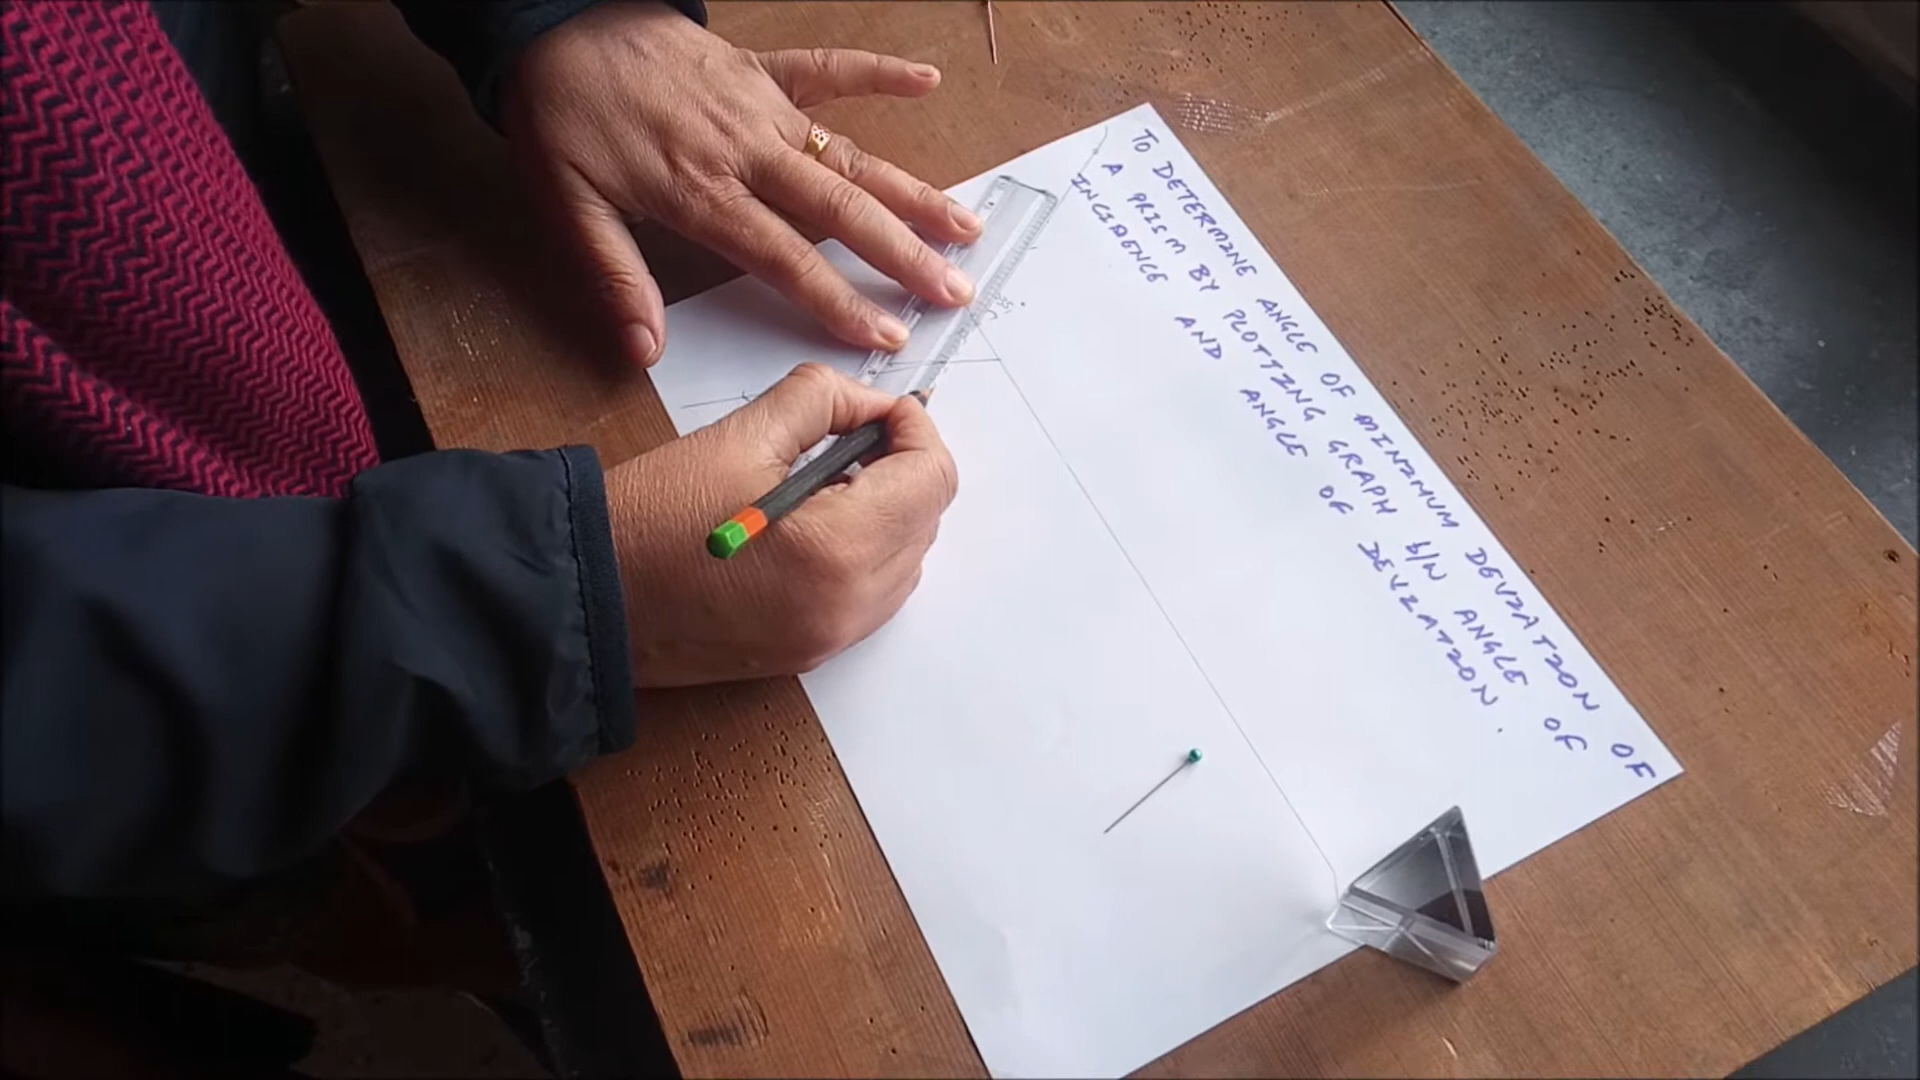 TO DETERMINE ANGLE OF MINIMUM DEVIATION OF
A PRISM BY PLOTTING GRAPH b/N ANGLE OF
INCIDENCE AND ANGLE OF DEVIATION.